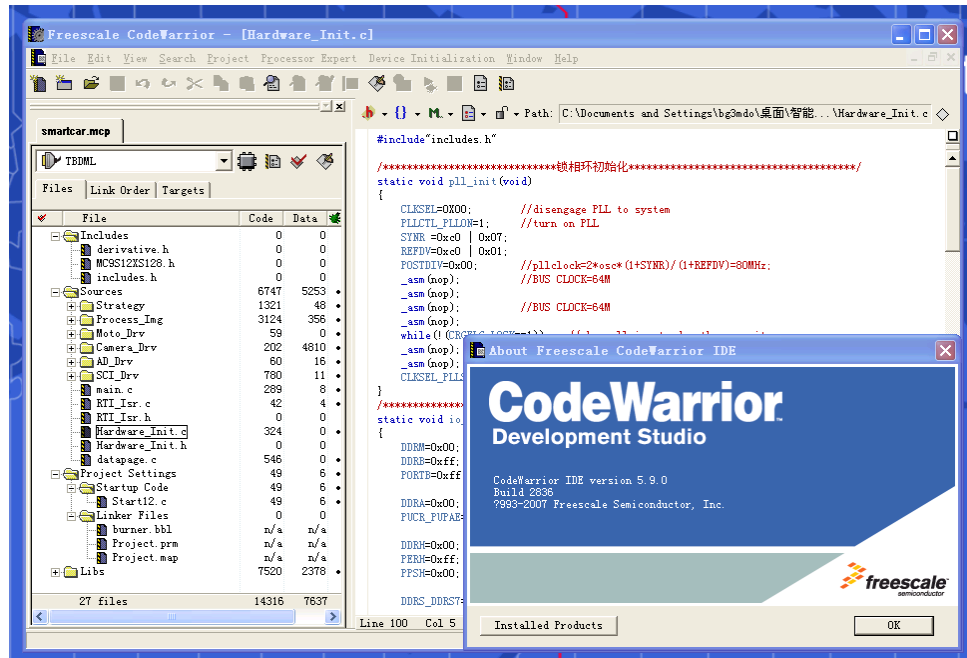 Freescale CodeWarrior - [Hardware_Init.c]
File Edit View Search Project Processor Expert Device Initialization Window Help
Path: C:\Documents and Settings\bg3mdo\桌面\智能...\Hardware_Init.c
smartcar.mcp
TBDML
Files Link Order Targets
File Code Data
Includes 0 0
derivative.h 0 0
MC9S12XS128.h 0 0
includes.h 0 0
Sources 6747 5253
Strategy 1321 48
Process_Img 3124 356
Moto_Drv 59 0
Camera_Drv 202 4810
AD_Drv 60 16
SCI_Drv 780 11
main.c 289 8
RTI_Isr.c 42 4
RTI_Isr.h 0 0
Hardware_Init.c 324 0
Hardware_Init.h 0 0
datapage.c 546 0
Project Settings 49 6
Startup Code 49 6
Start12.c 49 6
Linker Files 0 0
burner.bbl n/a n/a
Project.prm n/a n/a
Project.map n/a n/a
Libs 7520 2378
27 files 14316 7637
#include"includes.h"
/*****************************锁相环初始化**************************************/
static void pll_init(void)
{
CLKSEL=0X00; //disengage PLL to system
PLLCTL_PLLON=1; //turn on PLL
SYNR =0xc0 | 0x07;
REFDV=0xc0 | 0x01;
POSTDIV=0x00; //pllclock=2*osc*(1+SYNR)/(1+REFDV)=80MHz;
_asm(nop); //BUS CLOCK=64M
_asm(nop);
_asm(nop); //BUS CLOCK=64M
_asm(nop);
_asm(nop);
}
static void io_
{
DDRM=0x00;
DDRB=0xff;
PORTB=0xff
DDRA=0x00;
PUCR_PUPAE=
DDRH=0x00;
PERH=0xff;
PPSH=0x00;
DDRS_DDRS7=
Line 100 Col 5
About Freescale CodeWarrior IDE
CodeWarrior
Development Studio
CodeWarrior IDE version 5.9.0
Build 2836
?993-2007 Freescale Semiconductor, Inc.
freescale
semiconductor
Installed Products OK